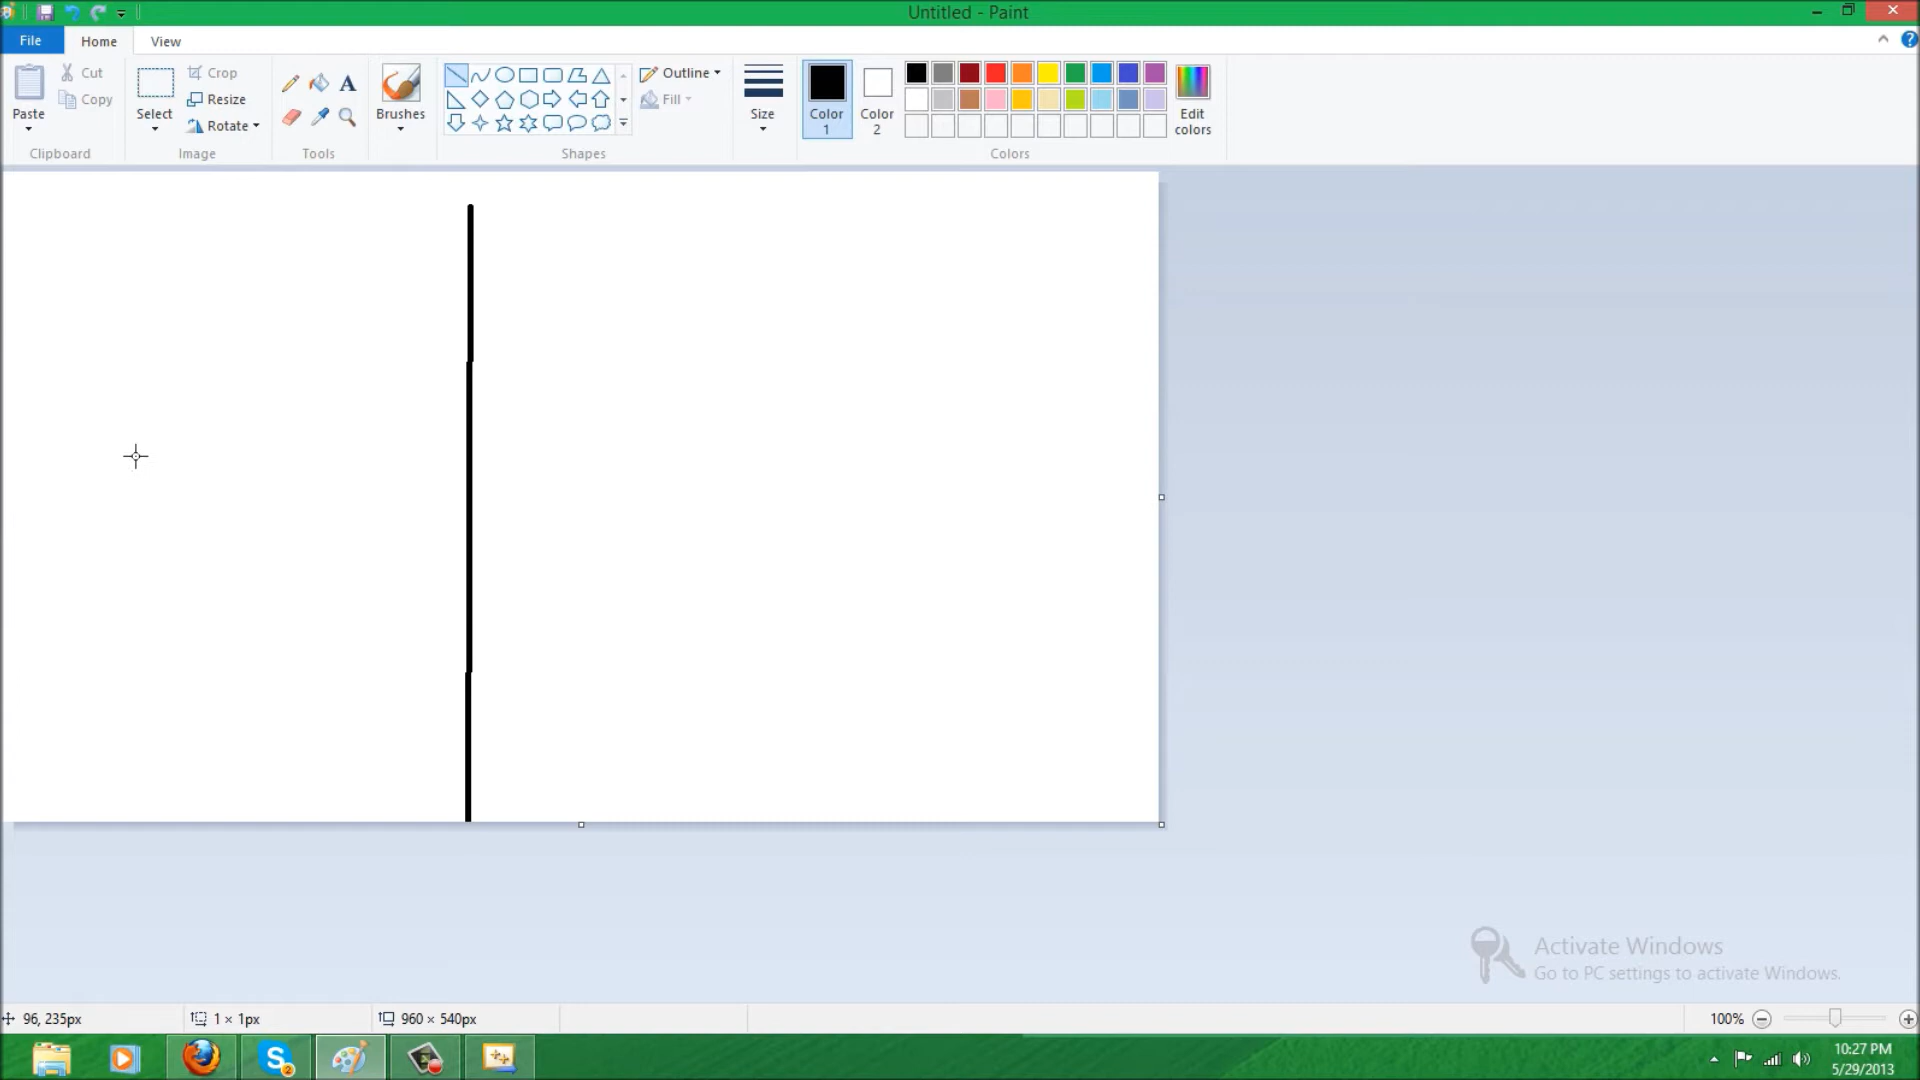 Untitled - Paint
File
Home
View
Paste
Cut
Copy
Clipboard
Select
Crop
Resize
Rotate
Image
A
Tools
Brushes
Outline
Fill
Shapes
Size
Color
1
Color
2
Edit
colors
Colors
?
Activate Windows
Go to PC settings to activate Windows.
96, 235px
1 × 1px
960 × 540px
100%
S
2
10:27 PM
5/29/2013